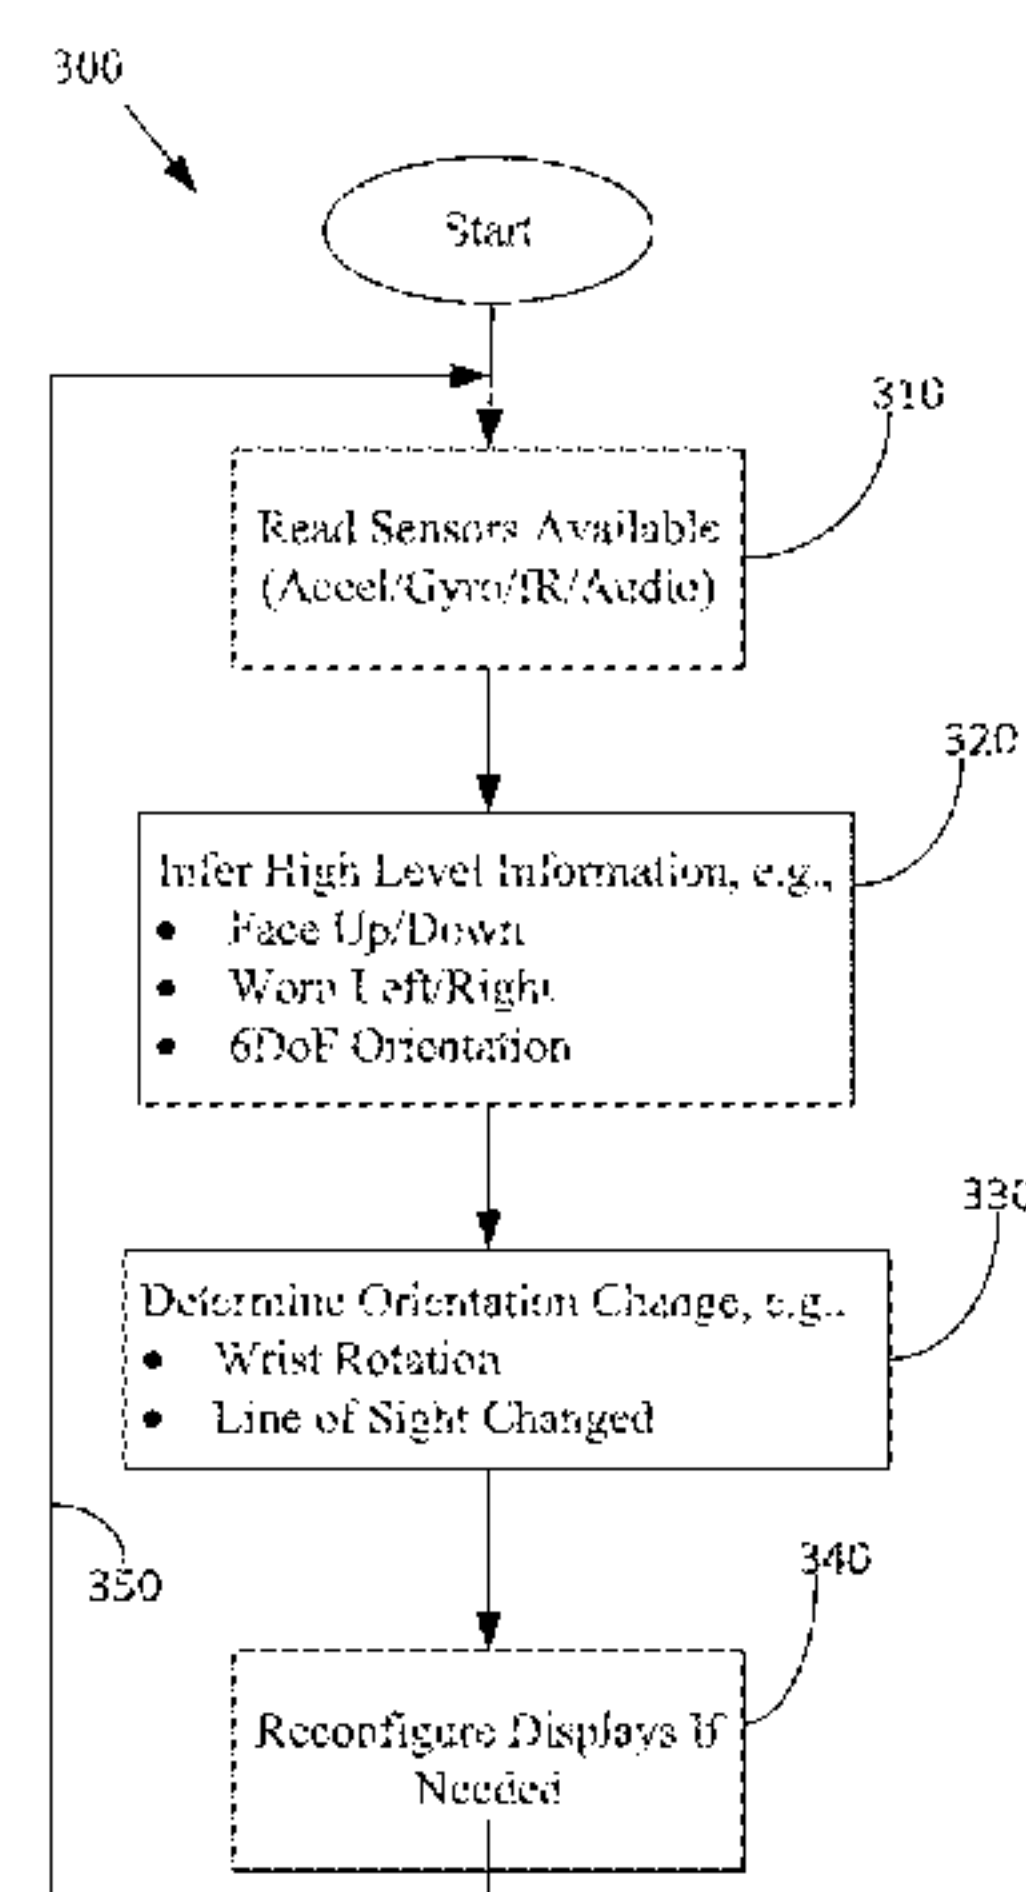 300
Start
310
Read Sensors Available
(Accel/Gyro/IR/Audio)
320
Infer High Level Information, e.g.,
• Face Up/Down
• Worn Left/Right
• 6DoF Orientation
330
Determine Orientation Change, e.g.,
• Wrist Rotation
• Line of Sight Changed
350
340
Reconfigure Displays If
Needed